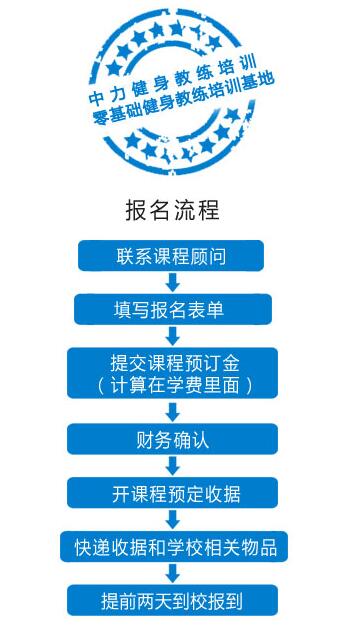 中力健身教练培训
零基础健身教练培训基地
报名流程
联系课程顾问
填写报名表单
提交课程预订金
（计算在学费里面）
财务确认
开课程预定收据
快递收据和学校相关物品
提前两天到校报到